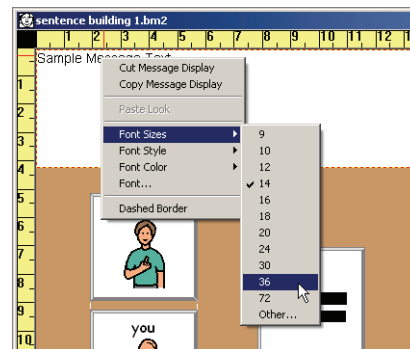 sentence building 1.bm2
1 2 3 4 5 6 7 8 9 10 11 12
Sample Message Text
Cut Message Display
Copy Message Display
Paste Look
Font Sizes
Font Style
Font Color
Font...
Dashed Border
9
10
12
14
16
18
20
24
30
36
72
Other...
1
2
3
4
5
6
7
8
9
10
you